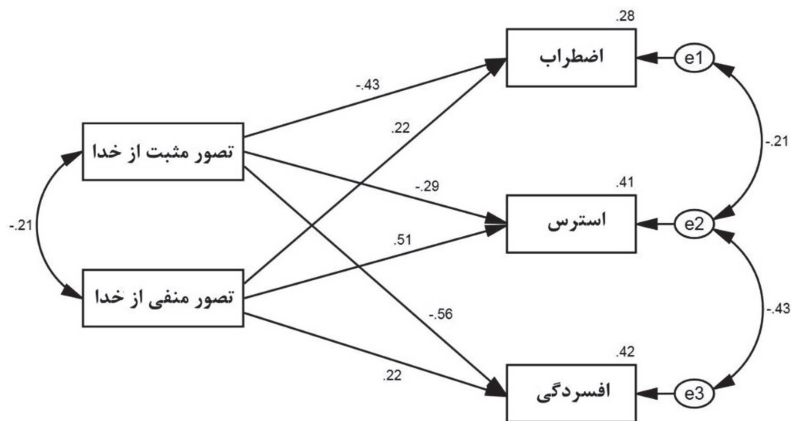 .28
اضطراب
e1
-.43
.22
تصور مثبت از خدا
-.21
-.29
.41
استرس
e2
-.21
.51
تصور منفی از خدا
-.56
-.43
.22
.42
افسردگی
e3